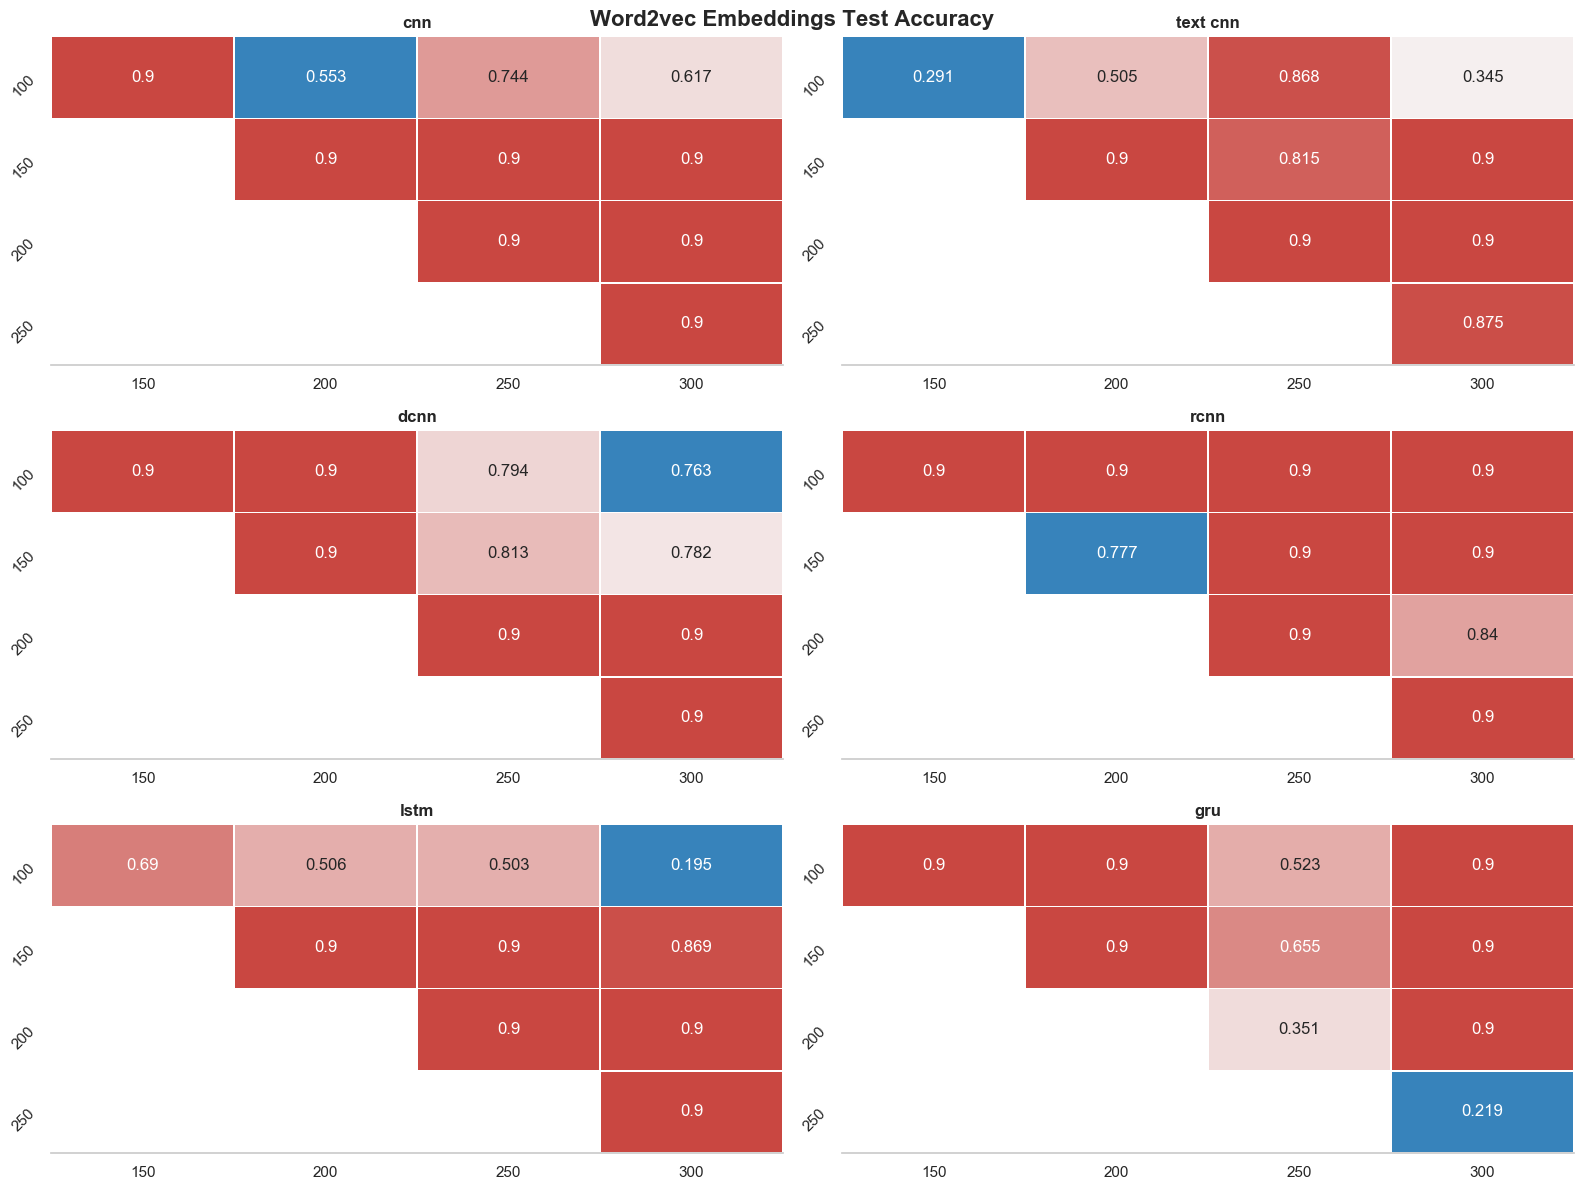 Word2vec Embeddings Test Accuracy
cnn
100 0.9 0.553 0.744 0.617
150 0.9 0.9 0.9
200 0.9 0.9
250 0.9
150 200 250 300
text cnn
100 0.291 0.505 0.868 0.345
150 0.9 0.815 0.9
200 0.9 0.9
250 0.875
150 200 250 300
dcnn
100 0.9 0.9 0.794 0.763
150 0.9 0.813 0.782
200 0.9 0.9
250 0.9
150 200 250 300
rcnn
100 0.9 0.9 0.9 0.9
150 0.777 0.9 0.9
200 0.9 0.84
250 0.9
150 200 250 300
lstm
100 0.69 0.506 0.503 0.195
150 0.9 0.9 0.869
200 0.9 0.9
250 0.9
150 200 250 300
gru
100 0.9 0.9 0.523 0.9
150 0.9 0.655 0.9
200 0.351 0.9
250 0.219
150 200 250 300